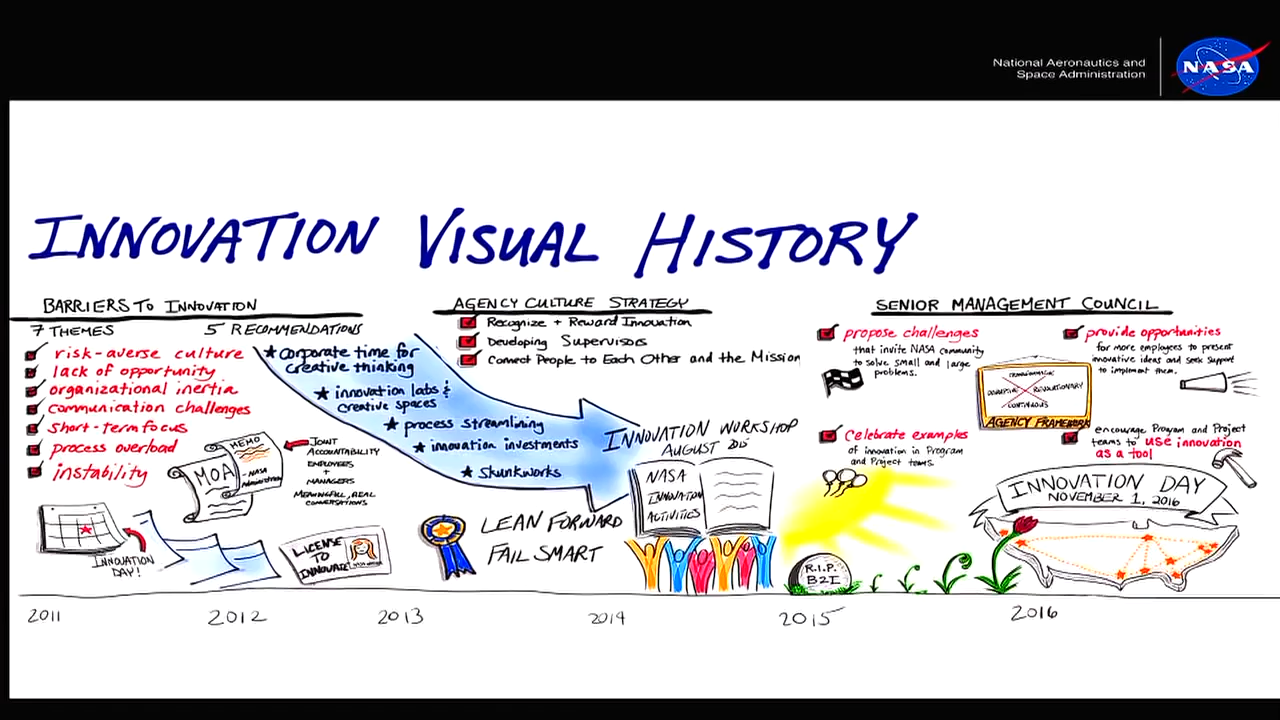 National Aeronautics and
Space Administration
NASA
INNOVATION VISUAL HISTORY
BARRIERS TO INNOVATION
7 THEMES
risk-averse culture
lack of opportunity
organizational inertia
communication challenges
short-term focus
process overload
instability
5 RECOMMENDATIONS
corporate time for
creative thinking
innovation labs &
creative spaces
process streamlining
innovation investments
skunkworks
MEMO
MOA
- NASA
JOINT
ACCOUNTABILITY
EMPLOYEES
+
MANAGERS
MEANINGFUL, REAL
CONVERSATIONS
INNOVATION
DAY!
LICENSE
TO
INNOVATE
AGENCY CULTURE STRATEGY
Recognize + Reward Innovation
Developing Supervisors
Connect People to Each Other and the Mission
LEAN FORWARD
FAIL SMART
INNOVATION WORKSHOP
AUGUST 2015
NASA
INNOVATION
ACTIVITIES
SENIOR MANAGEMENT COUNCIL
propose challenges
that invite NASA community
to solve small and large
problems.
provide opportunities
for more employees to present
innovative ideas and seek support
to implement them.
REVOLUTIONARY
CONTINUOUS
AGENCY FRAMEWORK
Celebrate examples
of innovation in Program
and Project teams.
encourage Program and Project
teams to use innovation
as a tool
INNOVATION DAY
NOVEMBER 1, 2016
R.I.P.
B2I
2011 2012 2013 2014 2015 2016